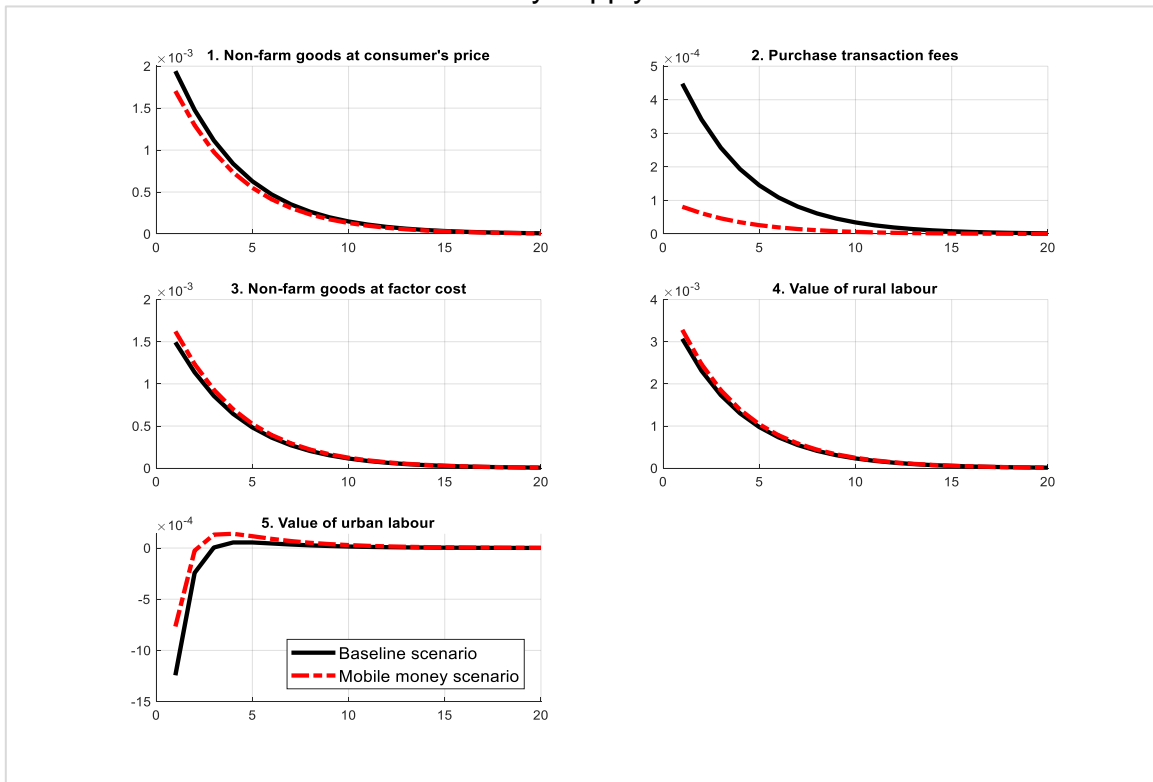 1. Non-farm goods at consumer's price
×10-3
2
1.5
1
0.5
0
0 5 10 15 20
2. Purchase transaction fees
×10-4
5
4
3
2
1
0
0 5 10 15 20
3. Non-farm goods at factor cost
×10-3
2
1.5
1
0.5
0
0 5 10 15 20
4. Value of rural labour
×10-3
4
3
2
1
0
0 5 10 15 20
5. Value of urban labour
×10-4
0
-5
-10
-15
0 5 10 15 20
Baseline scenario
Mobile money scenario